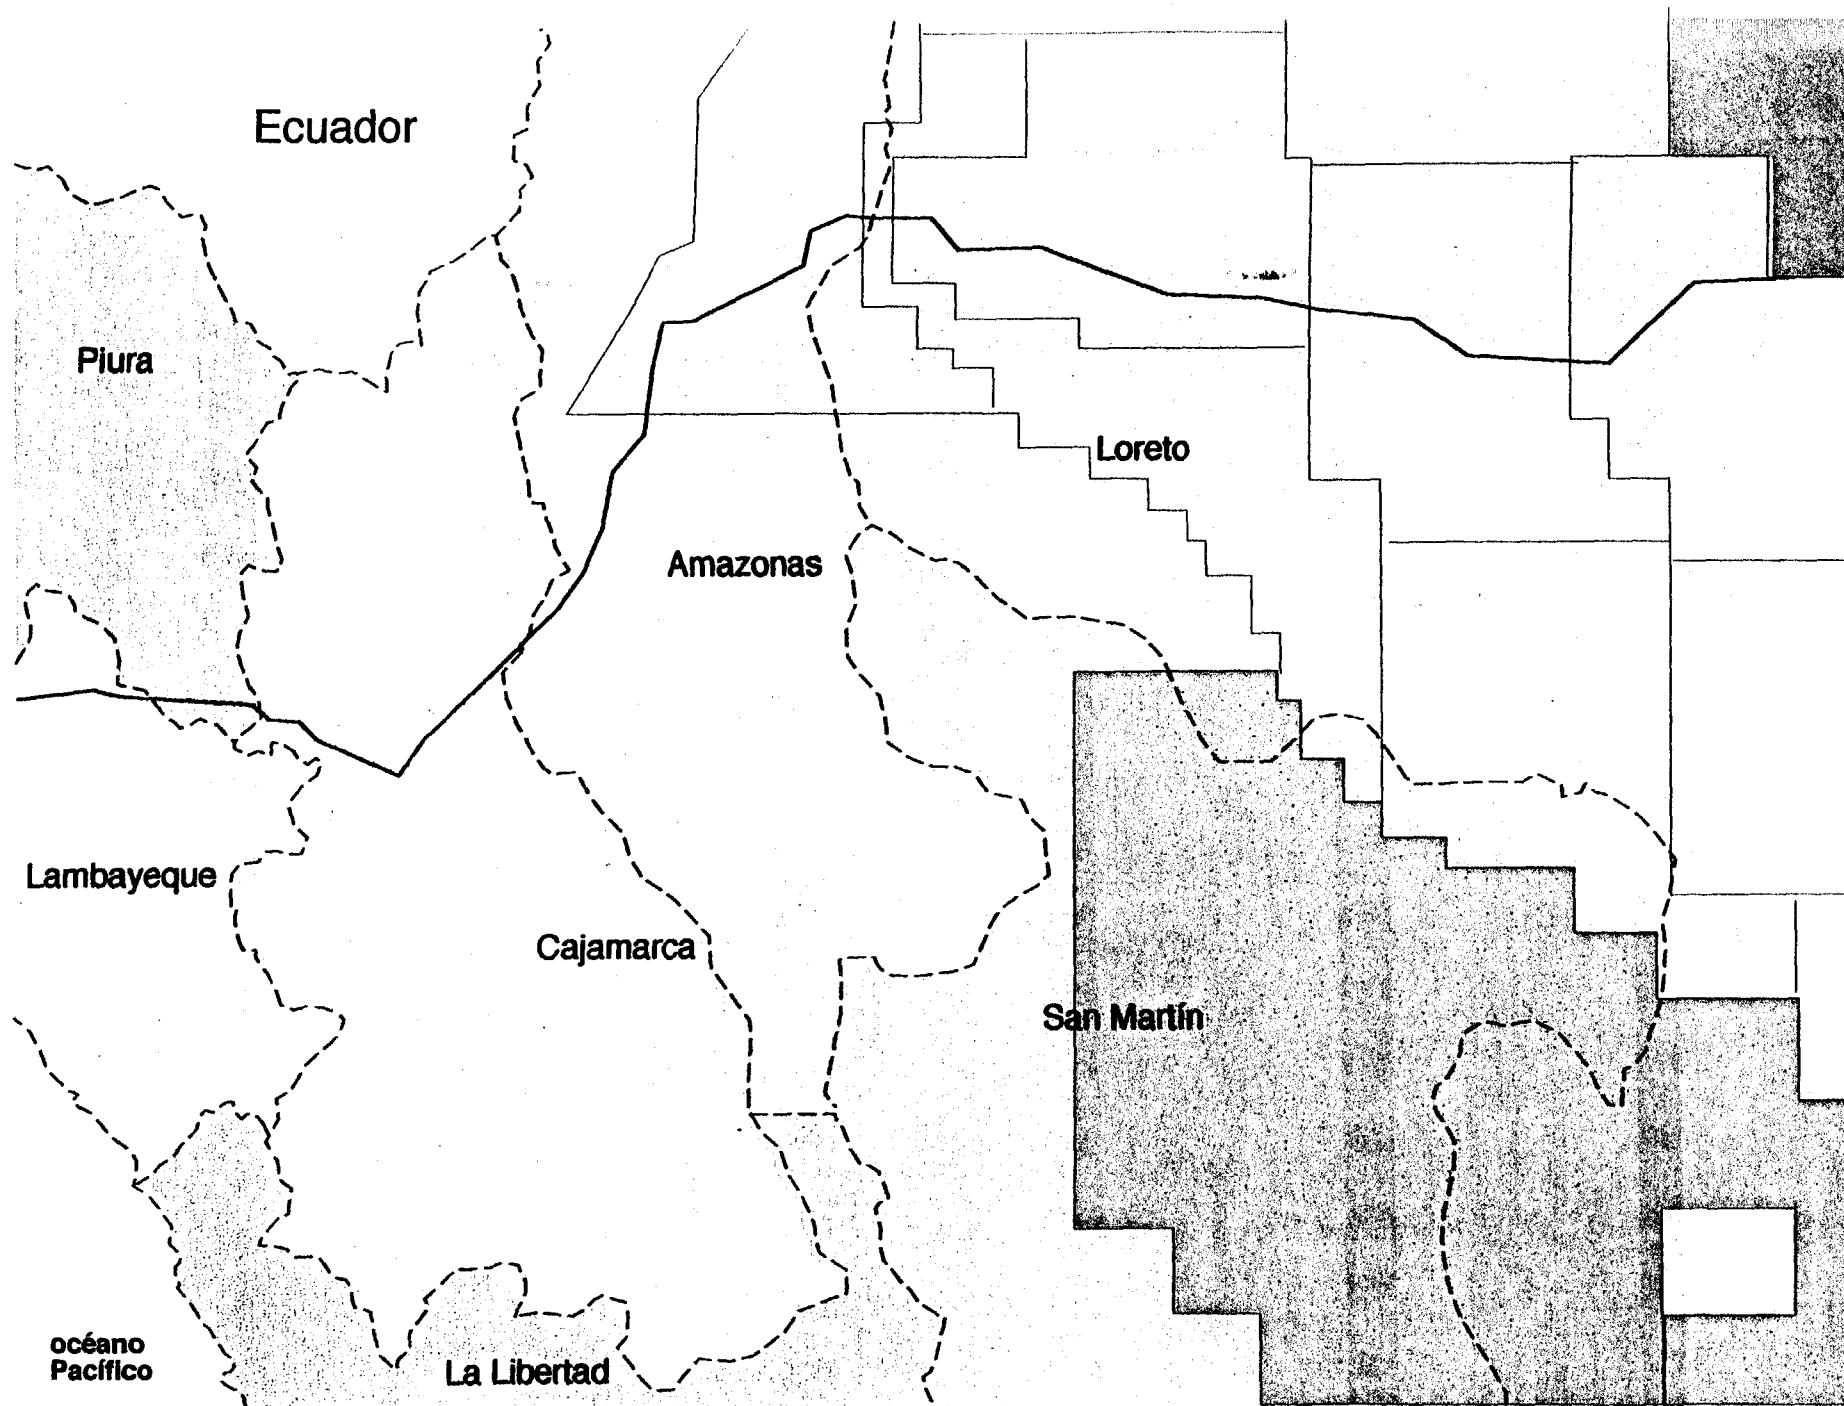 Ecuador
Piura
Loreto
Amazonas
Lambayeque
Cajamarca
San Martín
océano
Pacífico
La Libertad